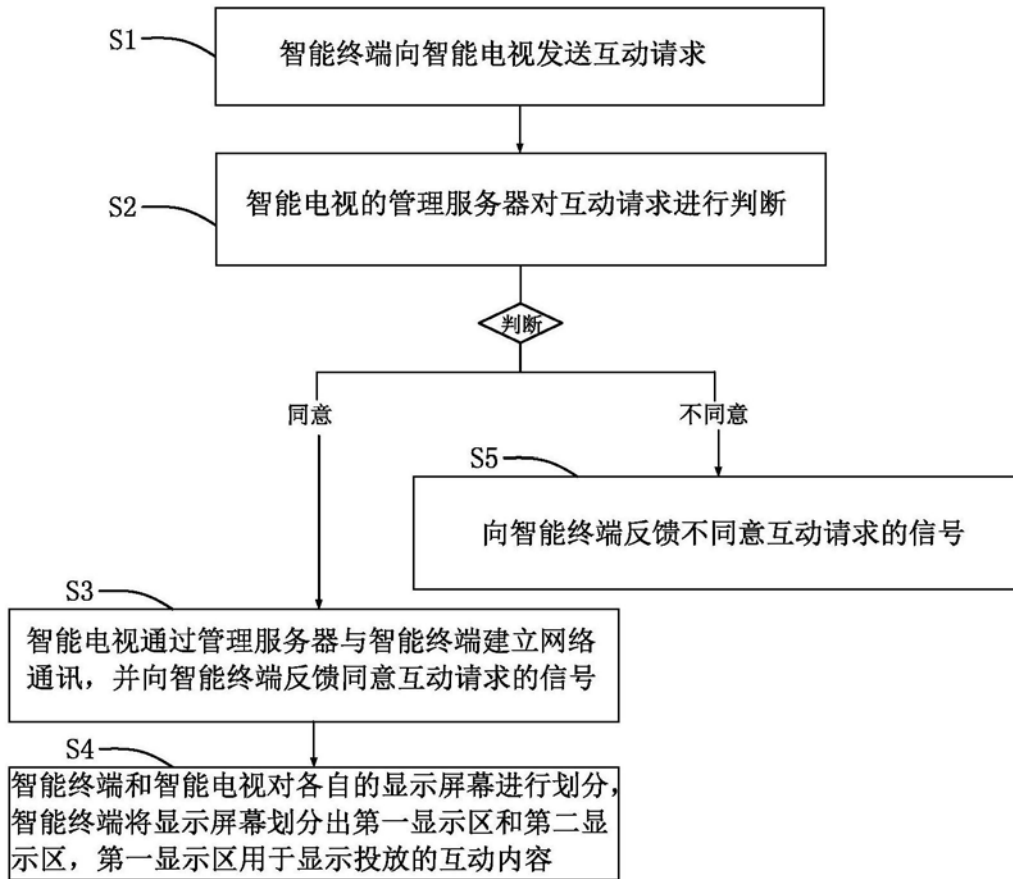 S1
智能终端向智能电视发送互动请求
S2
智能电视的管理服务器对互动请求进行判断
判断
同意
不同意
S5
向智能终端反馈不同意互动请求的信号
S3
智能电视通过管理服务器与智能终端建立网络
通讯，并向智能终端反馈同意互动请求的信号
S4
智能终端和智能电视对各自的显示屏幕进行划分，
智能终端将显示屏幕划分出第一显示区和第二显
示区，第一显示区用于显示投放的互动内容